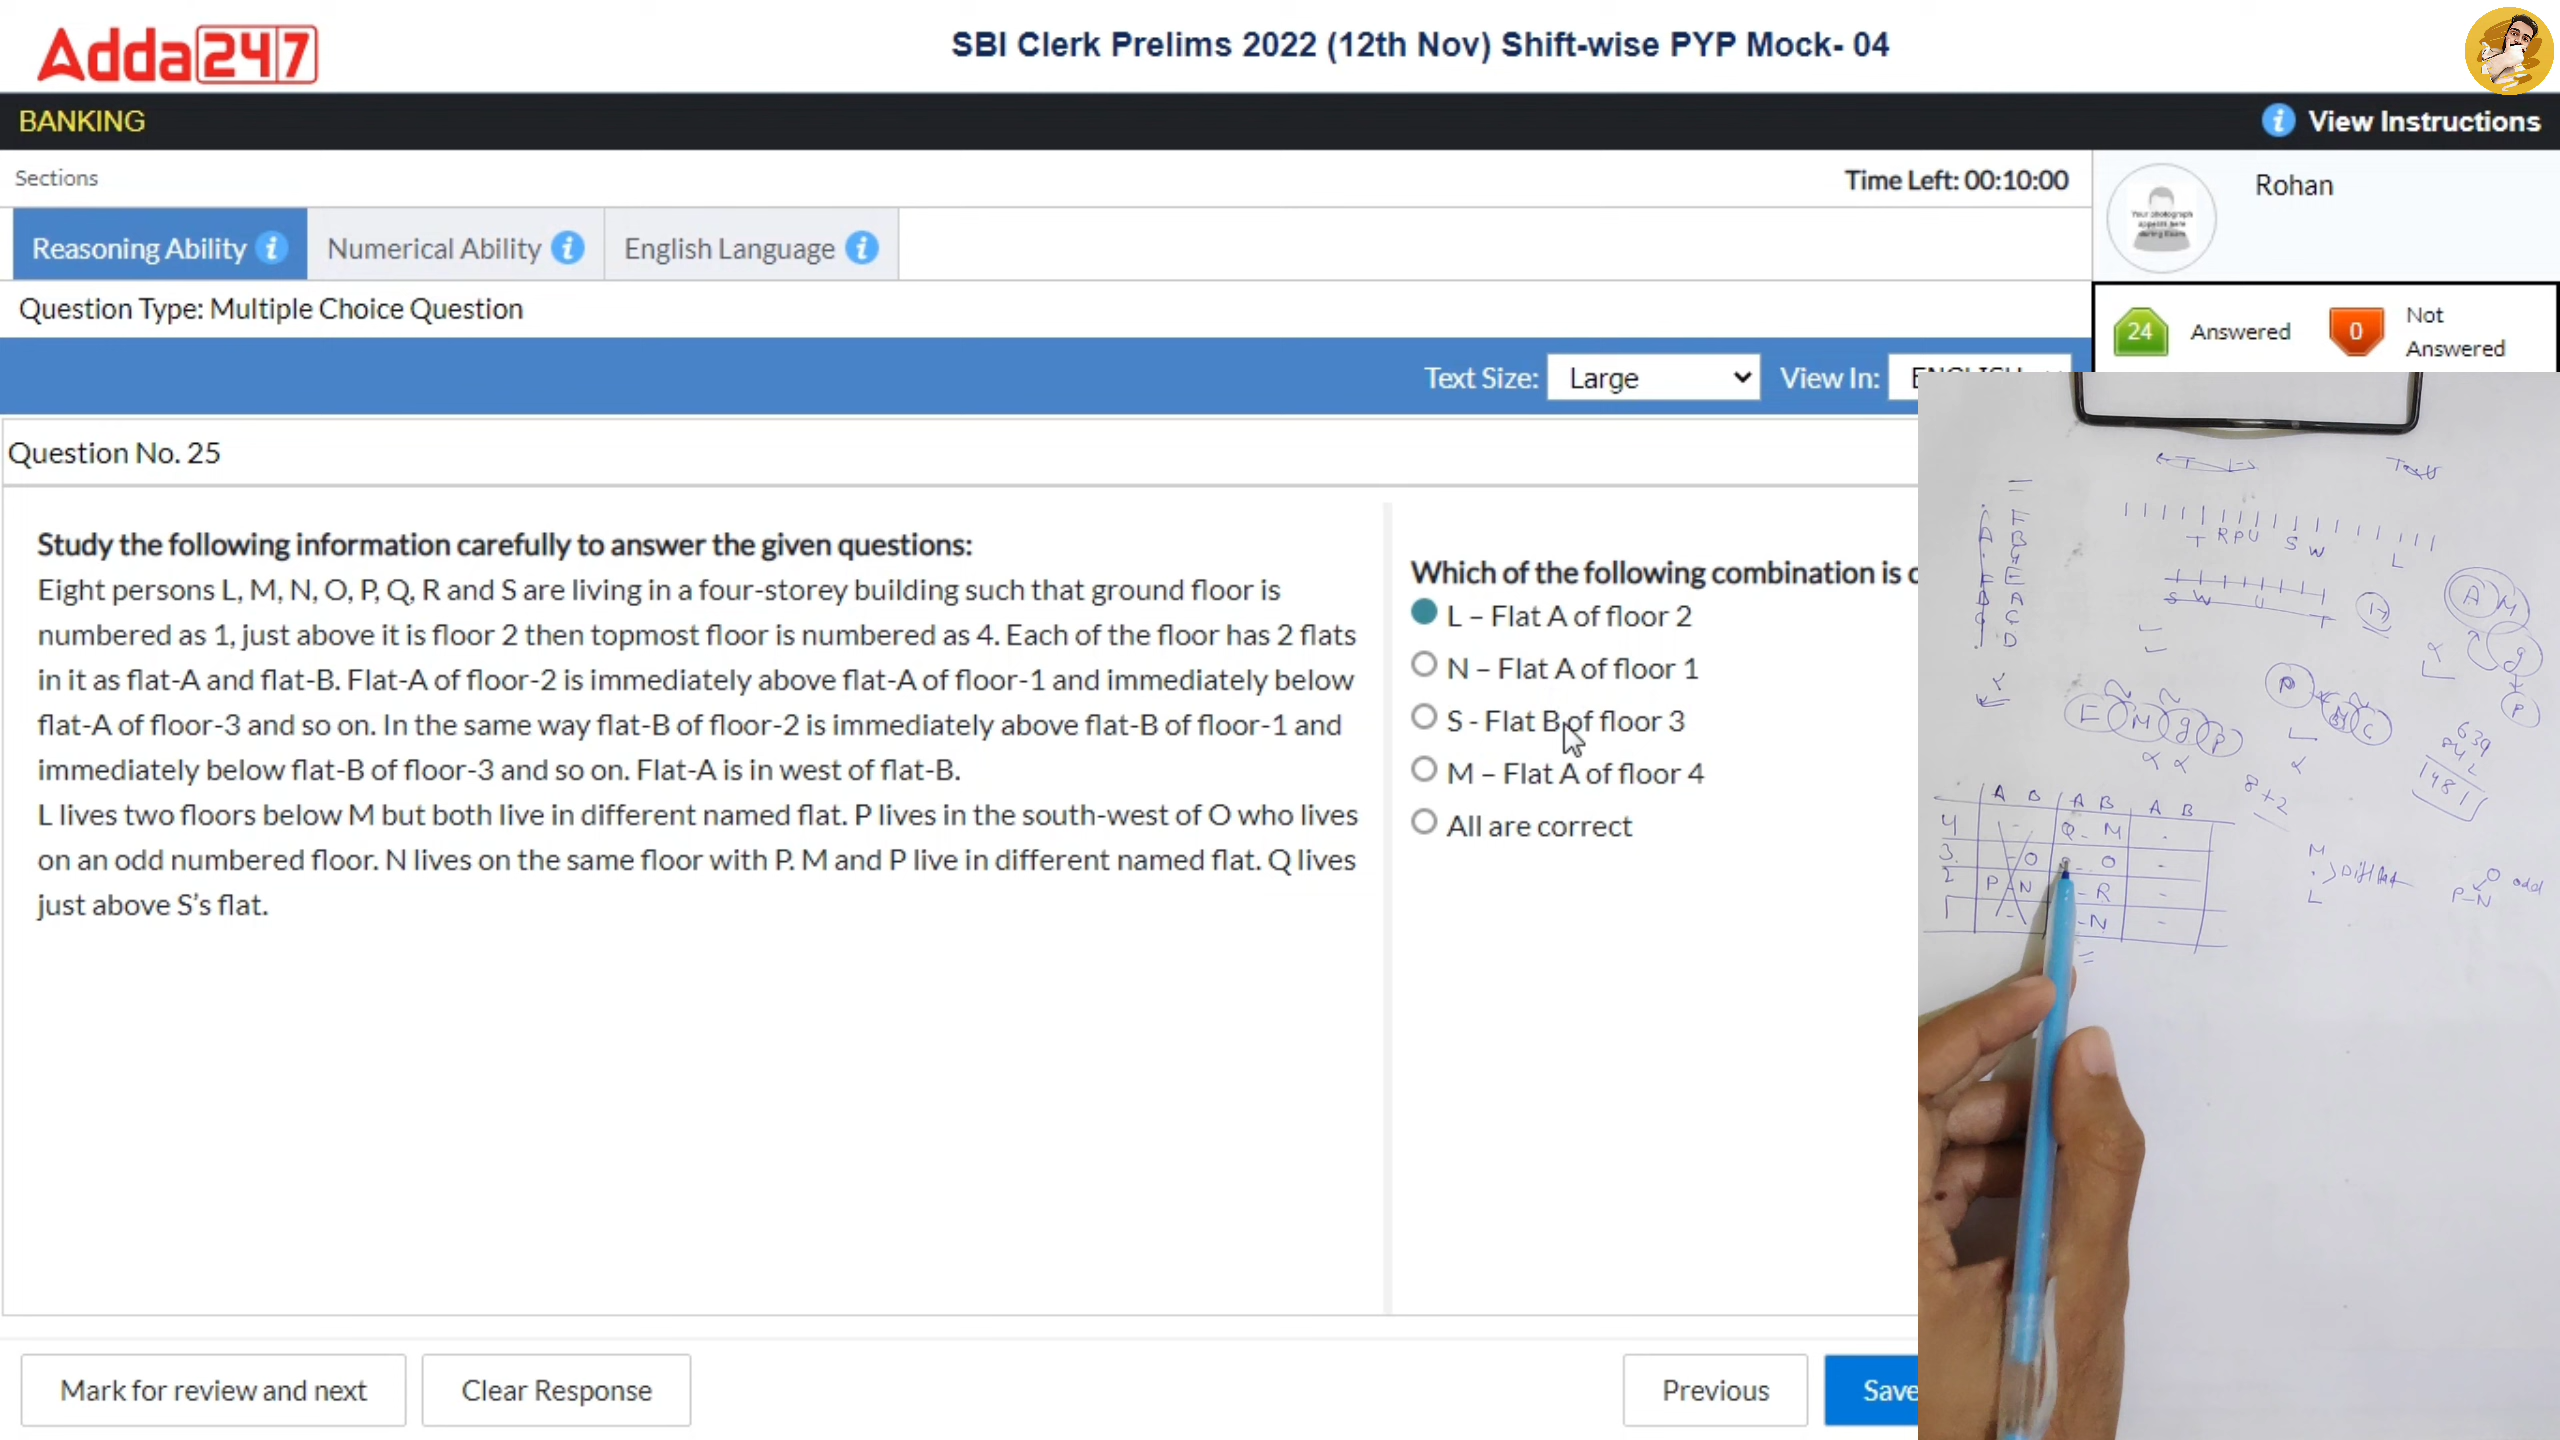 Adda247
SBI Clerk Prelims 2022 (12th Nov) Shift-wise PYP Mock- 04
BANKING
View Instructions
Sections
Time Left: 00:10:00
Rohan
Reasoning Ability
Numerical Ability
English Language
Question Type: Multiple Choice Question
24 Answered
0 Not Answered
Text Size: Large View In:
Question No. 25
Study the following information carefully to answer the given questions:
Eight persons L, M, N, O, P, Q, R and S are living in a four-storey building such that ground floor is
numbered as 1, just above it is floor 2 then topmost floor is numbered as 4. Each of the floor has 2 flats
in it as flat-A and flat-B. Flat-A of floor-2 is immediately above flat-A of floor-1 and immediately below
flat-A of floor-3 and so on. In the same way flat-B of floor-2 is immediately above flat-B of floor-1 and
immediately below flat-B of floor-3 and so on. Flat-A is in west of flat-B.
L lives two floors below M but both live in different named flat. P lives in the south-west of O who lives
on an odd numbered floor. N lives on the same floor with P. M and P live in different named flat. Q lives
just above S's flat.
Which of the following combination is
L – Flat A of floor 2
N – Flat A of floor 1
S - Flat B of floor 3
M – Flat A of floor 4
All are correct
Mark for review and next
Clear Response
Previous
Save
T R P U S W L
S W U T
17
A M
F M g P
P
639
842
1481
8+2
A B A B A B
4 Q - M
3 - O O
2 P - N - R
1 - - N
M
L
O odd
P-N